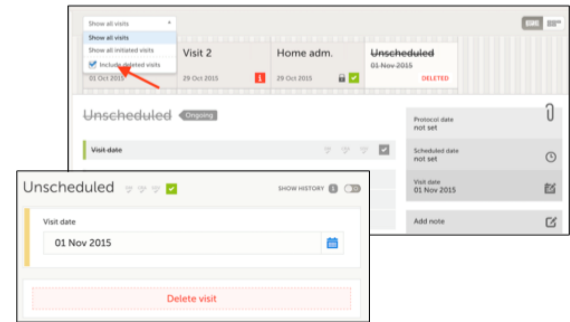 Show all visits
Show all visits
Show all initiated visits
Include deleted visits
01 Oct 2015
Visit 2
29 Oct 2015
Home adm.
29 Oct 2015
Unscheduled
01 Nov 2015
DELETED
Unscheduled
Ongoing
Visit date
Protocol date
not set
Scheduled date
not set
Visit date
01 Nov 2015
Add note
Unscheduled
SHOW HISTORY
Visit date
01 Nov 2015
Delete visit